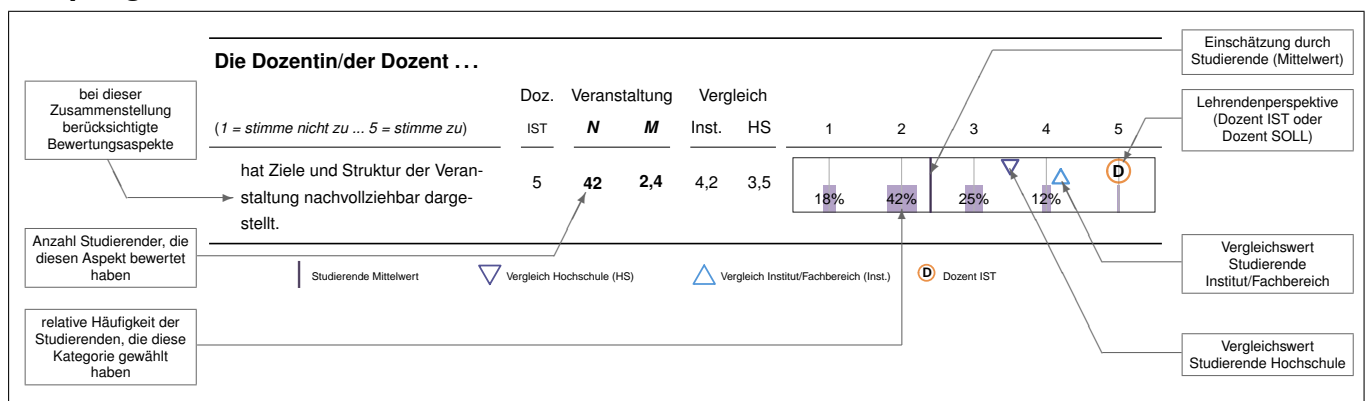 Die Dozentin/der Dozent . . .
Einschätzung durch
Studierende (Mittelwert)
bei dieser
Zusammenstellung
berücksichtigte
Bewertungsaspekte
Doz. Veranstaltung Vergleich
(1 = stimme nicht zu ... 5 = stimme zu) IST N M Inst. HS 1 2 3 4 5
Lehrendenperspektive
(Dozent IST oder
Dozent SOLL)
hat Ziele und Struktur der Veran-
staltung nachvollziehbar darge-
stellt.
5 42 2,4 4,2 3,5
D
18% 42% 25% 12%
Anzahl Studierender, die
diesen Aspekt bewertet
haben
Vergleichswert
Studierende
Institut/Fachbereich
Studierende Mittelwert Vergleich Hochschule (HS) Vergleich Institut/Fachbereich (Inst.) D Dozent IST
relative Häufigkeit der
Studierenden, die diese
Kategorie gewählt
haben
Vergleichswert
Studierende Hochschule